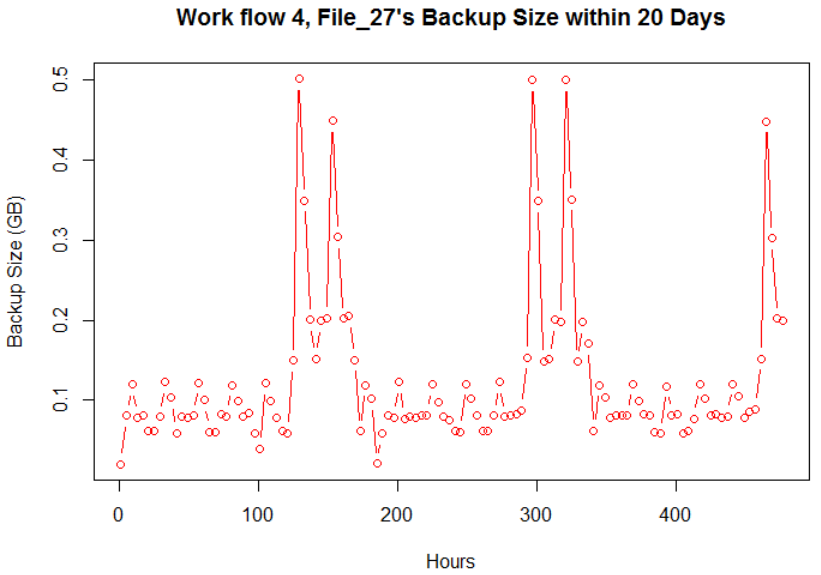 Work flow 4, File_27's Backup Size within 20 Days
0.5
0.4
0.3
0.2
0.1
Backup Size (GB)
0 100 200 300 400
Hours